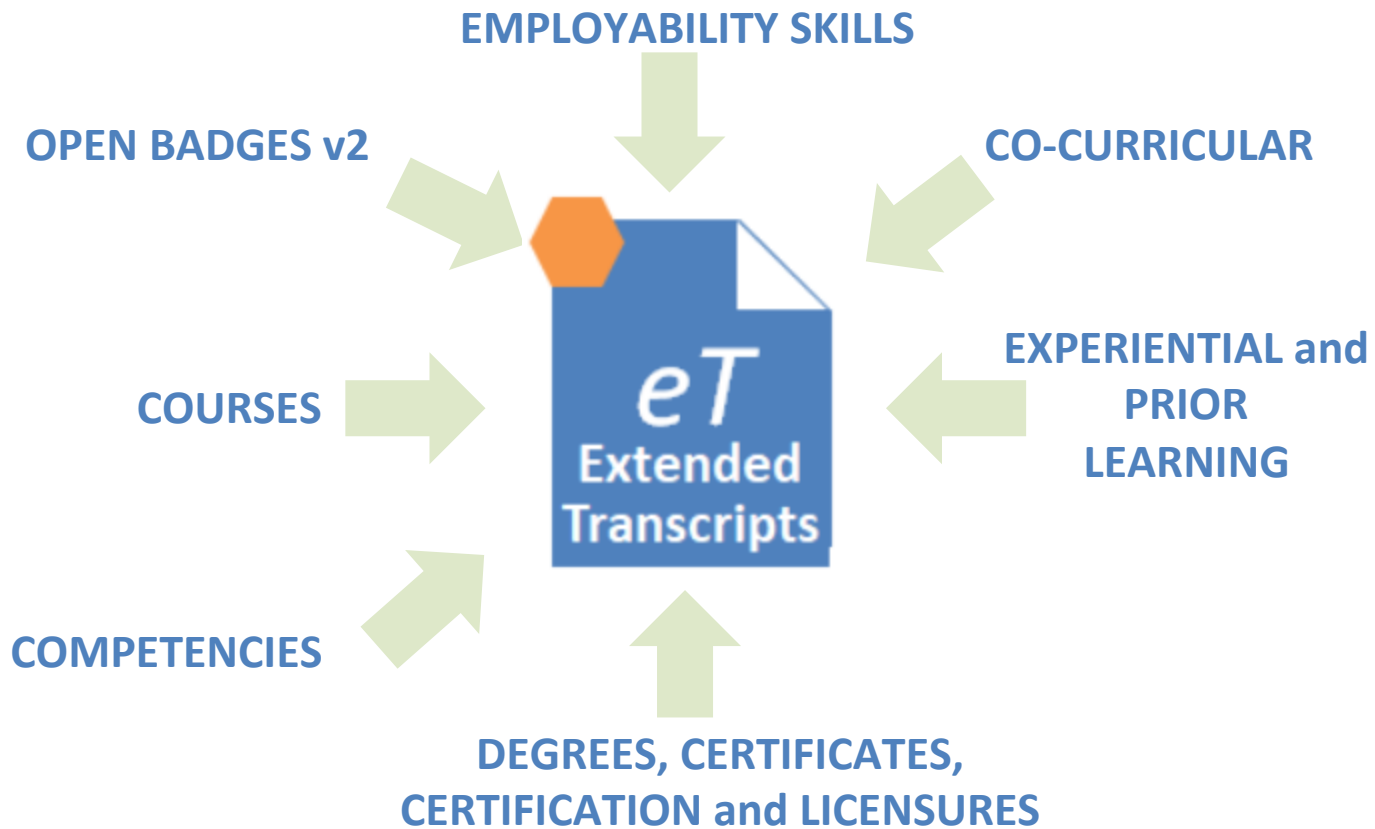 EMPLOYABILITY SKILLS
OPEN BADGES v2
CO-CURRICULAR
EXPERIENTIAL and
PRIOR
LEARNING
COURSES
eT
Extended
Transcripts
COMPETENCIES
DEGREES, CERTIFICATES,
CERTIFICATION and LICENSURES